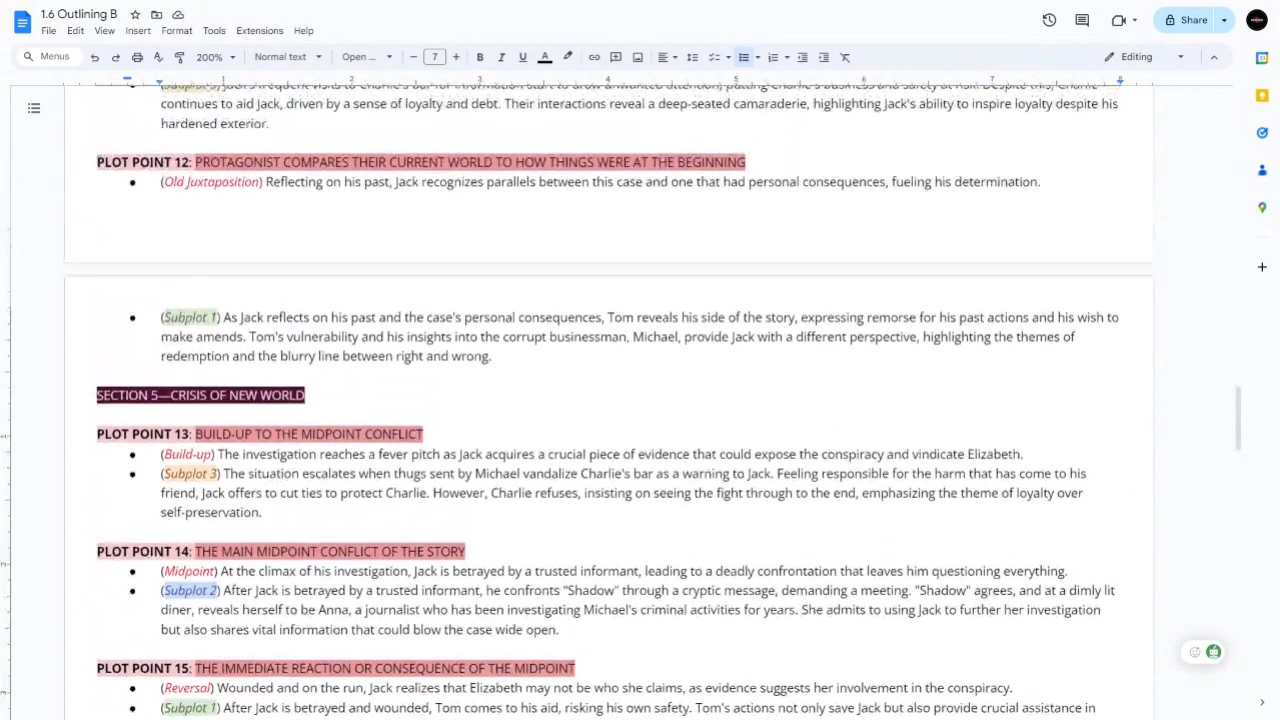 1.6 Outlining B
File Edit View Insert Format Tools Extensions Help
Share
Menus 200% Normal text Open ... 7 B I U A Editing
1 2 3 4 5 6 7
continues to aid Jack, driven by a sense of loyalty and debt. Their interactions reveal a deep-seated camaraderie, highlighting Jack's ability to inspire loyalty despite his
hardened exterior.
PLOT POINT 12: PROTAGONIST COMPARES THEIR CURRENT WORLD TO HOW THINGS WERE AT THE BEGINNING
● (Old Juxtaposition) Reflecting on his past, Jack recognizes parallels between this case and one that had personal consequences, fueling his determination.
● (Subplot 1) As Jack reflects on his past and the case's personal consequences, Tom reveals his side of the story, expressing remorse for his past actions and his wish to
make amends. Tom's vulnerability and his insights into the corrupt businessman, Michael, provide Jack with a different perspective, highlighting the themes of
redemption and the blurry line between right and wrong.
SECTION 5—CRISIS OF NEW WORLD
PLOT POINT 13: BUILD-UP TO THE MIDPOINT CONFLICT
● (Build-up) The investigation reaches a fever pitch as Jack acquires a crucial piece of evidence that could expose the conspiracy and vindicate Elizabeth.
● (Subplot 3) The situation escalates when thugs sent by Michael vandalize Charlie's bar as a warning to Jack. Feeling responsible for the harm that has come to his
friend, Jack offers to cut ties to protect Charlie. However, Charlie refuses, insisting on seeing the fight through to the end, emphasizing the theme of loyalty over
self-preservation.
PLOT POINT 14: THE MAIN MIDPOINT CONFLICT OF THE STORY
● (Midpoint) At the climax of his investigation, Jack is betrayed by a trusted informant, leading to a deadly confrontation that leaves him questioning everything.
● (Subplot 2) After Jack is betrayed by a trusted informant, he confronts "Shadow" through a cryptic message, demanding a meeting. "Shadow" agrees, and at a dimly lit
diner, reveals herself to be Anna, a journalist who has been investigating Michael's criminal activities for years. She admits to using Jack to further her investigation
but also shares vital information that could blow the case wide open.
PLOT POINT 15: THE IMMEDIATE REACTION OR CONSEQUENCE OF THE MIDPOINT
● (Reversal) Wounded and on the run, Jack realizes that Elizabeth may not be who she claims, as evidence suggests her involvement in the conspiracy.
● (Subplot 1) After Jack is betrayed and wounded, Tom comes to his aid, risking his own safety. Tom's actions not only save Jack but also provide crucial assistance in